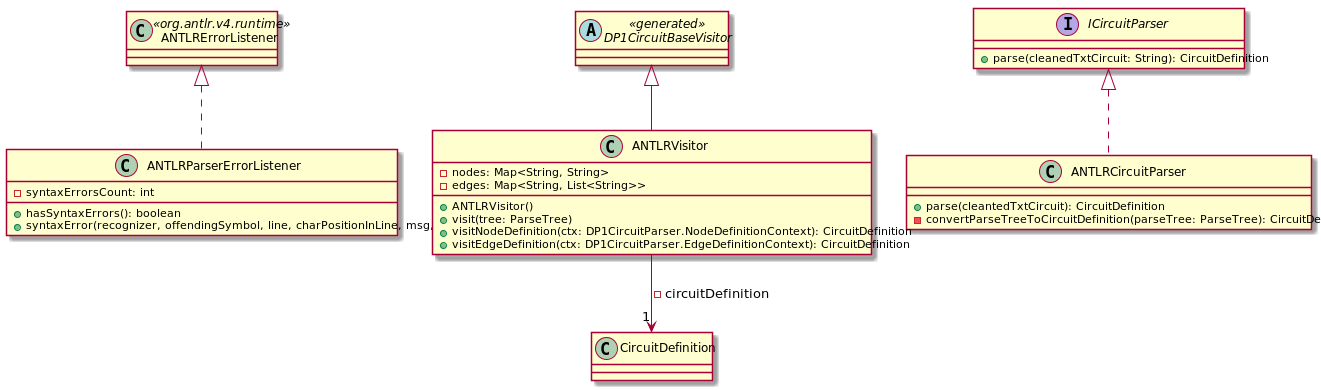 C
«org.antlr.v4.runtime»
ANTLRErrorListener
A
«generated»
DP1CircuitBaseVisitor
I
ICircuitParser
parse(cleanedTxtCircuit: String): CircuitDefinition
C
ANTLRParserErrorListener
syntaxErrorsCount: int
hasSyntaxErrors(): boolean
syntaxError(recognizer, offendingSymbol, line, charPositionInLine, msg,
C
ANTLRVisitor
nodes: Map<String, String>
edges: Map<String, List<String>>
ANTLRVisitor()
visit(tree: ParseTree)
visitNodeDefinition(ctx: DP1CircuitParser.NodeDefinitionContext): CircuitDefinition
visitEdgeDefinition(ctx: DP1CircuitParser.EdgeDefinitionContext): CircuitDefinition
C
ANTLRCircuitParser
parse(cleantedTxtCircuit): CircuitDefinition
convertParseTreeToCircuitDefinition(parseTree: ParseTree): CircuitDe
circuitDefinition
1
C
CircuitDefinition